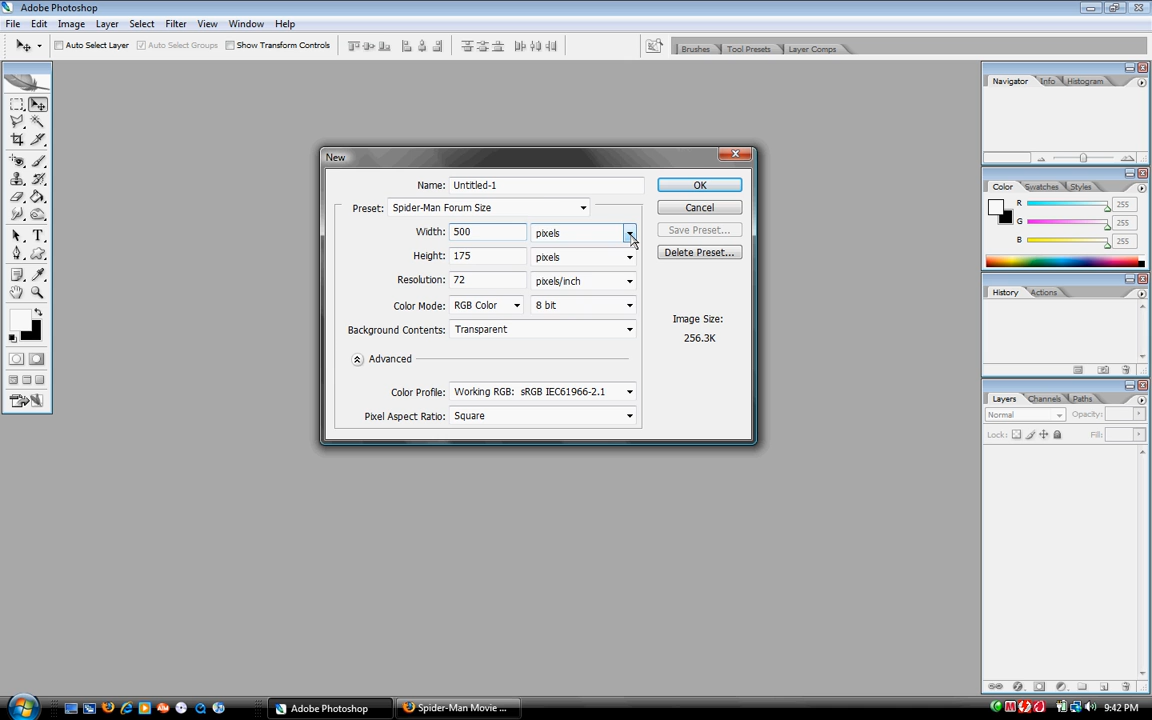 Adobe Photoshop
File Edit Image Layer Select Filter View Window Help
Auto Select Layer Auto Select Groups Show Transform Controls Brushes Tool Presets Layer Comps
Navigator Info Histogram
New
Name: Untitled-1 OK
Preset: Spider-Man Forum Size Cancel
Width: 500 pixels Save Preset...
Height: 175 pixels Delete Preset...
Resolution: 72 pixels/inch
Color Mode: RGB Color 8 bit
Background Contents: Transparent
Image Size:
256.3K
Advanced
Color Profile: Working RGB: sRGB IEC61966-2.1
Pixel Aspect Ratio: Square
Color Swatches Styles
R 255
G 255
B 255
History Actions
Layers Channels Paths
Normal Opacity:
Lock: Fill:
Adobe Photoshop Spider-Man Movie ... 9:42 PM